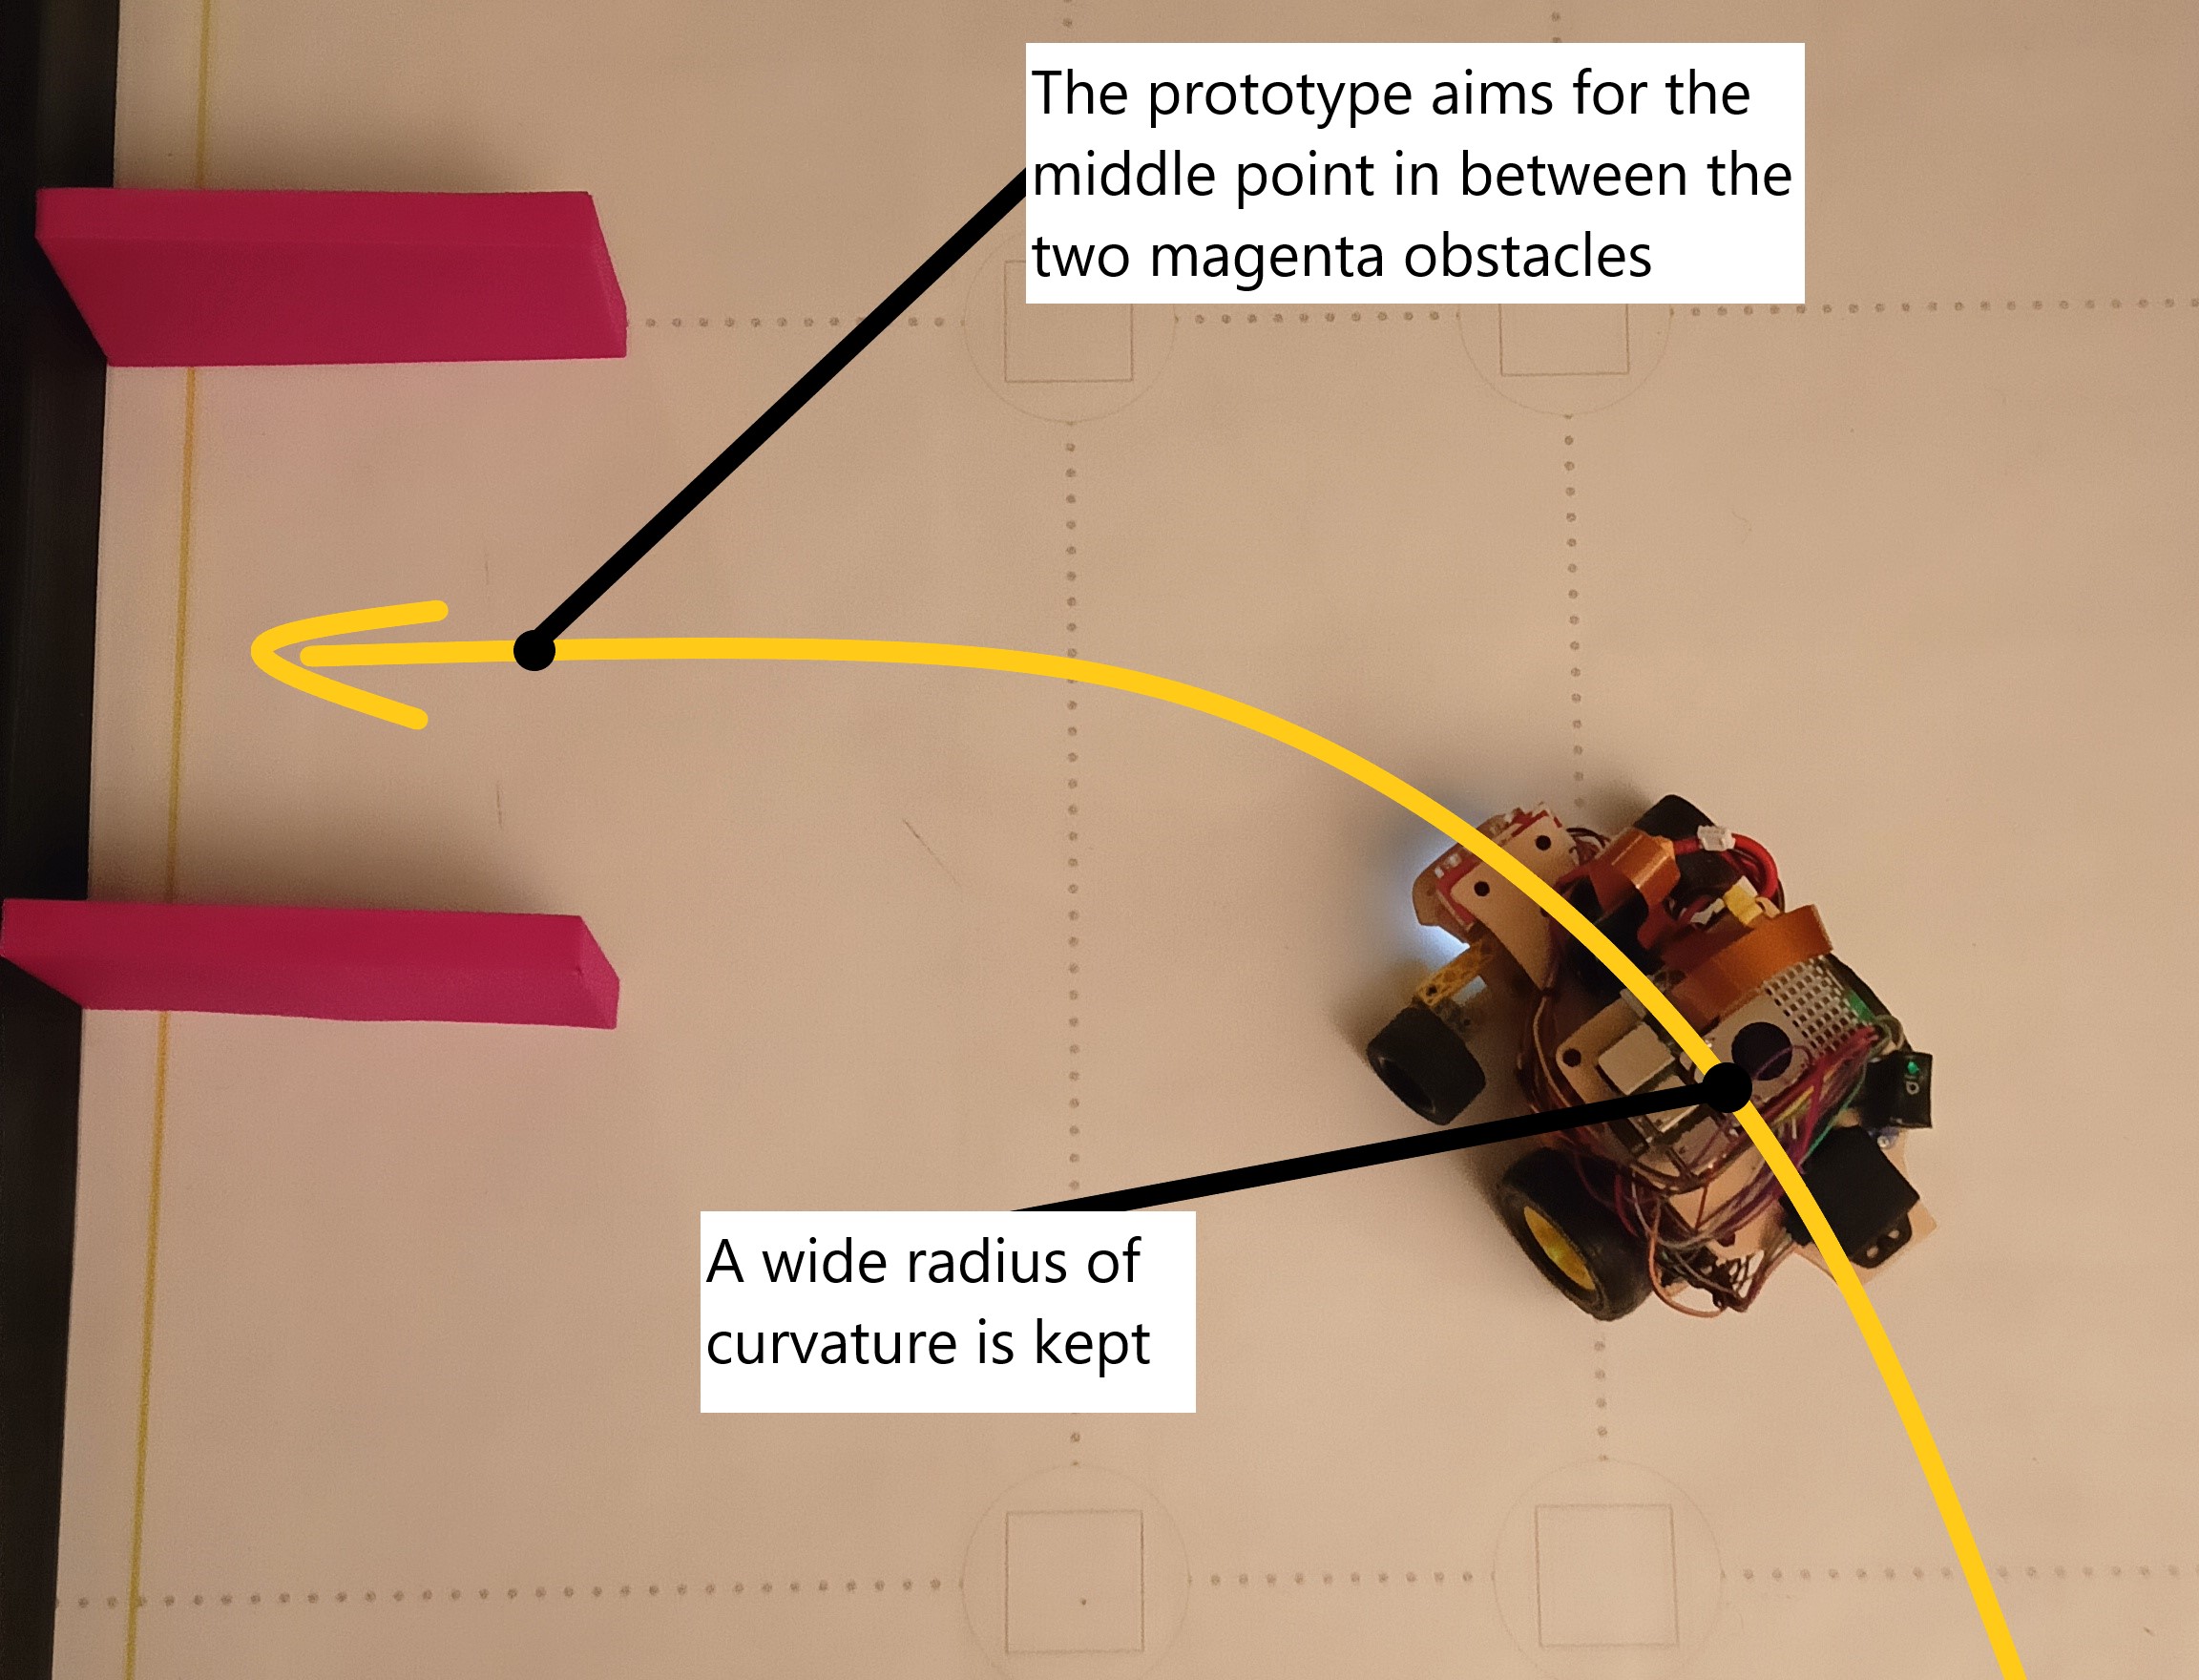 The prototype aims for the
middle point in between the
two magenta obstacles
A wide radius of
curvature is kept